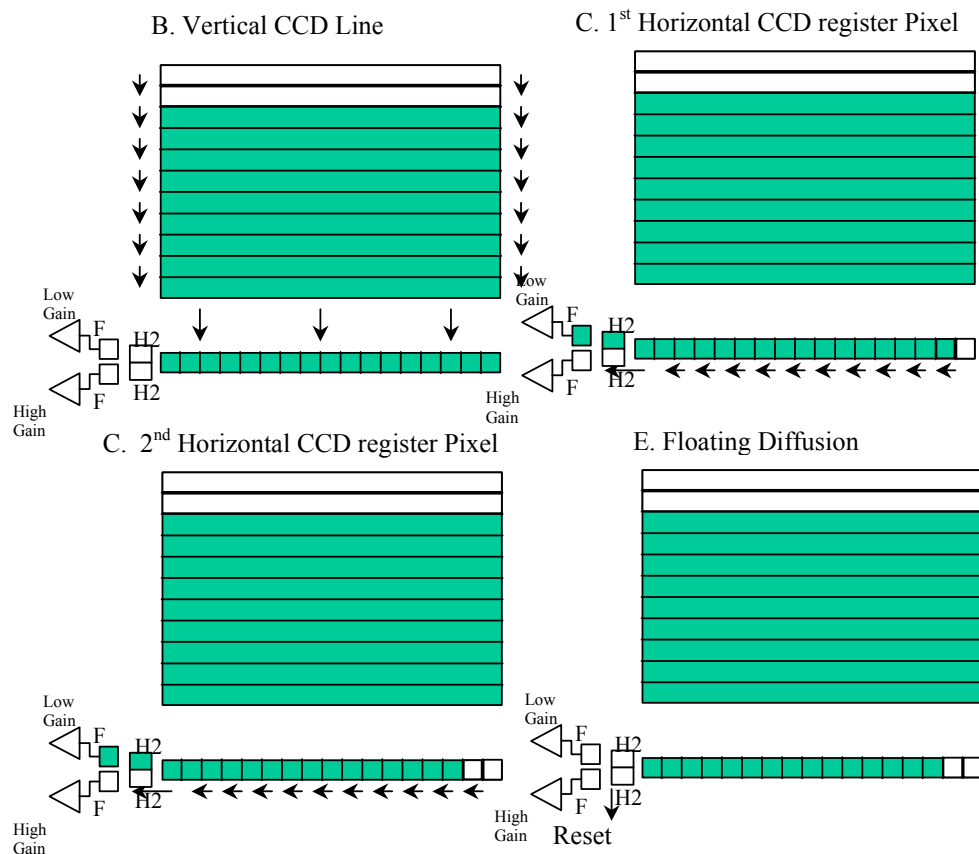 B. Vertical CCD Line
C. 1st Horizontal CCD register Pixel
Low
Gain
F
H2
F
H2
High
Gain
Low
Gain
F
H2
H2
F
High
Gain
C. 2nd Horizontal CCD register Pixel
E. Floating Diffusion
Low
Gain
F
H2
H2
F
High
Gain
Low
Gain
F
H2
H2
F
High
Gain
Reset